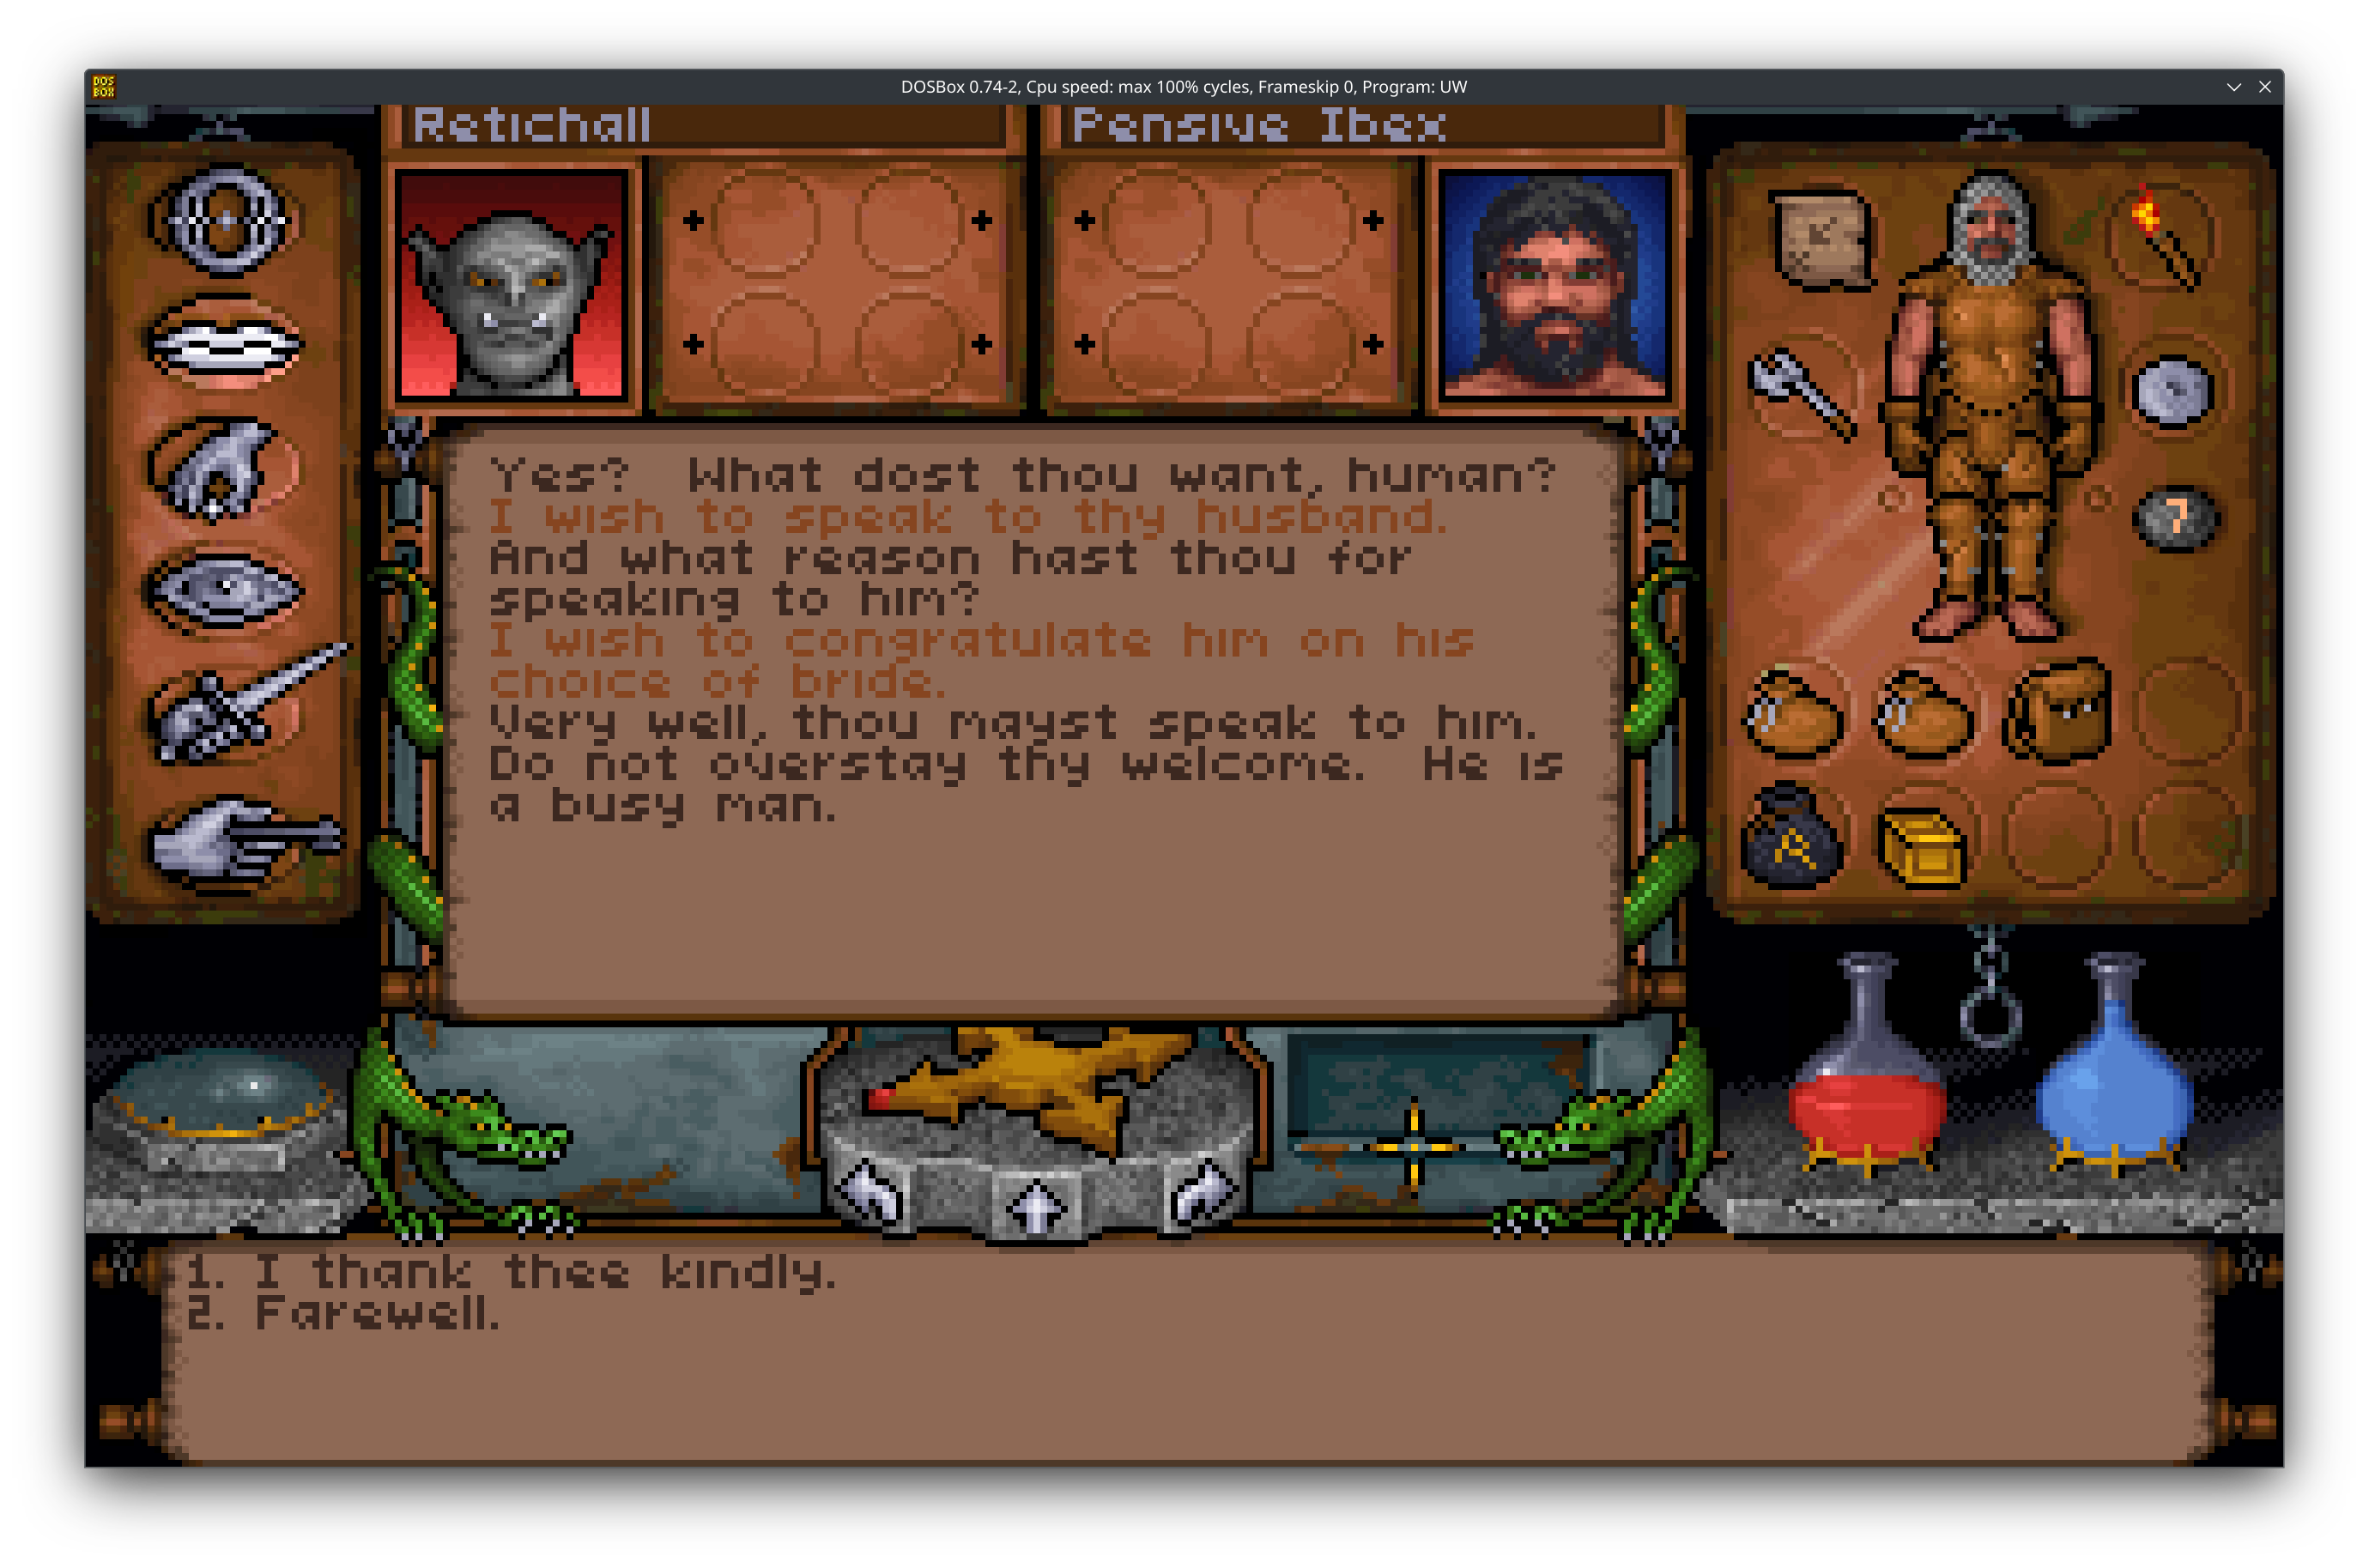 DOS
BOX
DOSBox 0.74-2, Cpu speed: max 100% cycles, Frameskip 0, Program: UW
Retichall
Pensive Ibex
Yes? What dost thou want, human?
I wish to speak to thy husband.
And what reason hast thou for
speaking to him?
I wish to congratulate him on his
choice of bride.
Very well, thou mayst speak to him.
Do not overstay thy welcome. He is
a busy man.
1. I thank thee kindly.
2. Farewell.